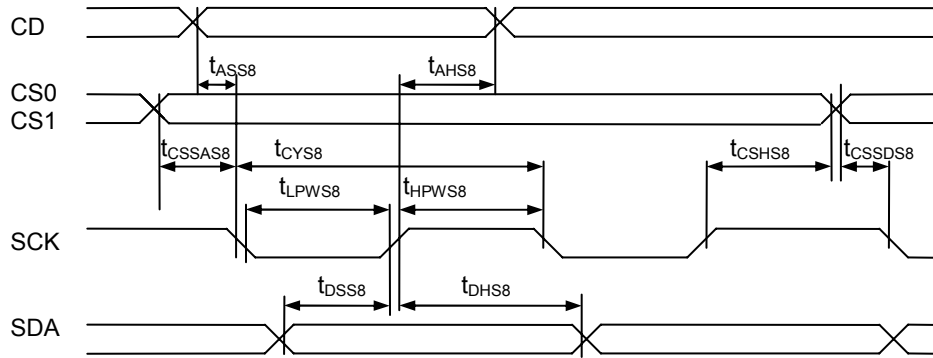 CD
tASS8
tAHS8
CS0
CS1
tCSSAS8
tCYS8
tCSHS8
tCSSDS8
tLPWS8
tHPWS8
SCK
tDSS8
tDHS8
SDA